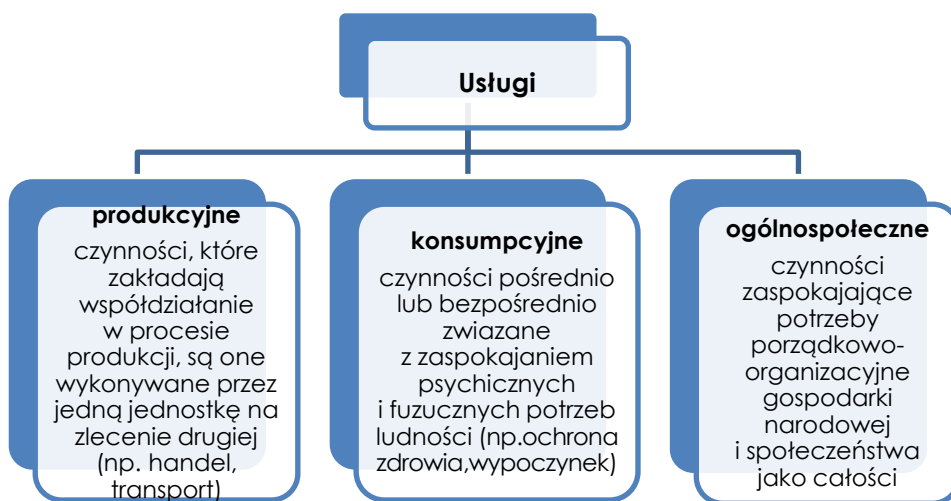 Usługi
produkcyjne
czynności, które
zakładają
współdziałanie
w procesie
produkcji, są one
wykonywane przez
jedną jednostkę na
zlecenie drugiej
(np. handel,
transport)
konsumpcyjne
czynności pośrednio
lub bezpośrednio
zwiazane
z zaspokajaniem
psychicznych
i fuzucznych potrzeb
ludności (np.ochrona
zdrowia,wypoczynek)
ogólnospołeczne
czynności
zaspokajające
potrzeby
porządkowo-
organizacyjne
gospodarki
narodowej
i społeczeństwa
jako całości